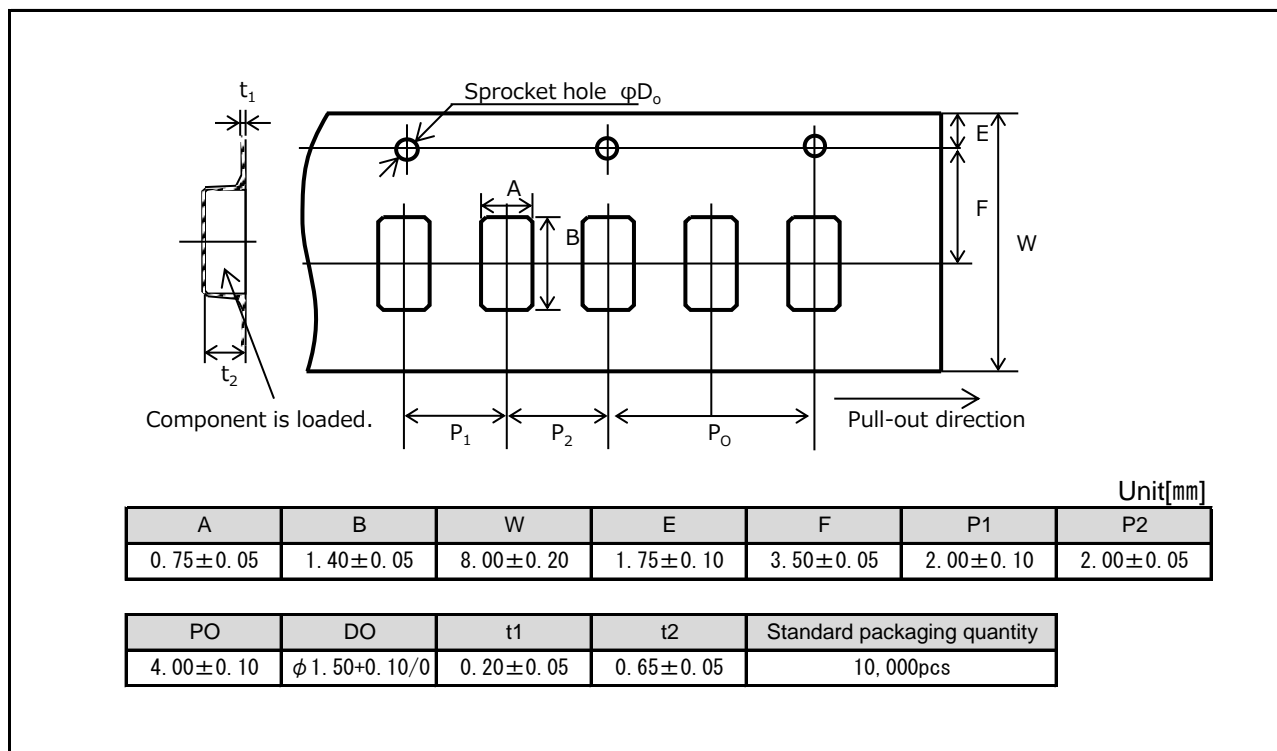 t₁
Sprocket hole φDₒ
E
A
F
B
W
t₂
Component is loaded.
P₁
P₂
P₀
Pull-out direction
Unit[㎜]
A B W E F P1 P2
0.75±0.05 1.40±0.05 8.00±0.20 1.75±0.10 3.50±0.05 2.00±0.10 2.00±0.05
PO DO t1 t2 Standard packaging quantity
4.00±0.10 φ1.50+0.10/0 0.20±0.05 0.65±0.05 10,000pcs